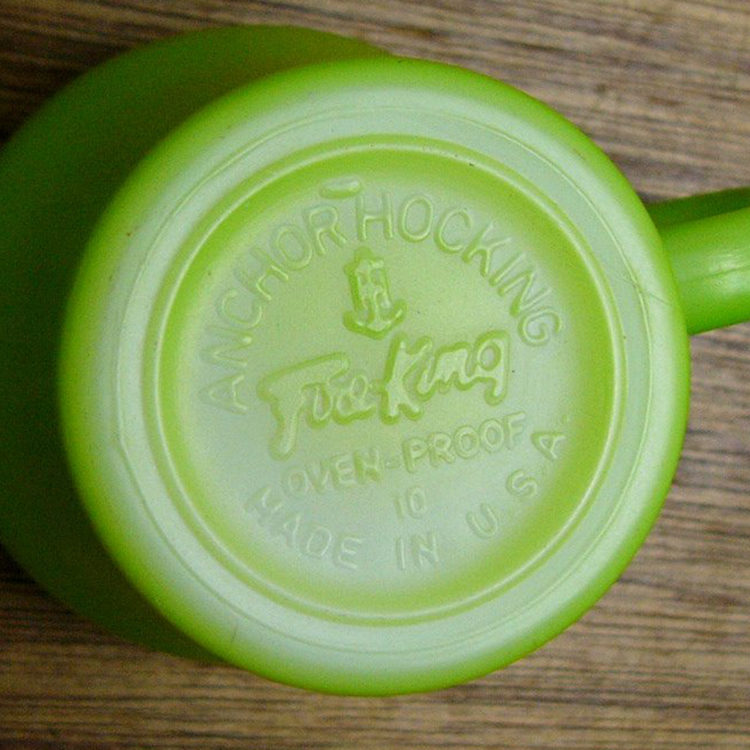 ANCHOR HOCKING
Fire-King
OVEN-PROOF
10
MADE IN U.S.A.